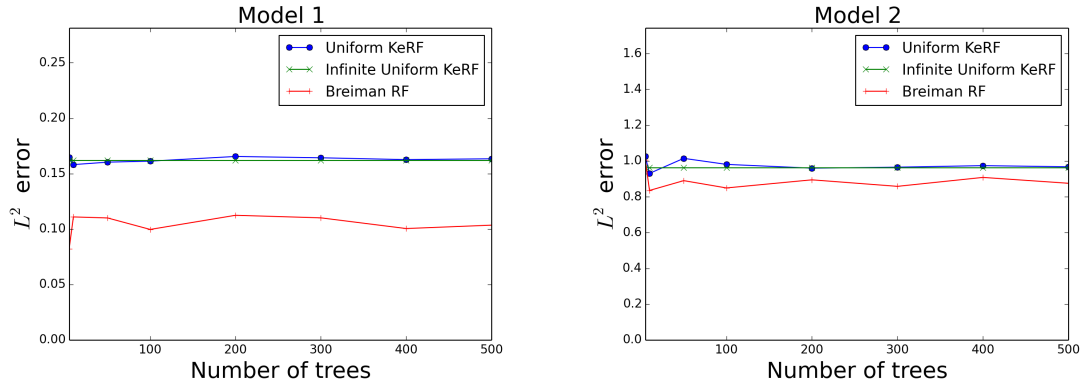 Model 1
0.25
0.20
0.15
0.10
0.05
0.00
L² error
Uniform KeRF
Infinite Uniform KeRF
Breiman RF
100 200 300 400 500
Number of trees
Model 2
1.6
1.4
1.2
1.0
0.8
0.6
0.4
0.2
0.0
L² error
Uniform KeRF
Infinite Uniform KeRF
Breiman RF
100 200 300 400 500
Number of trees